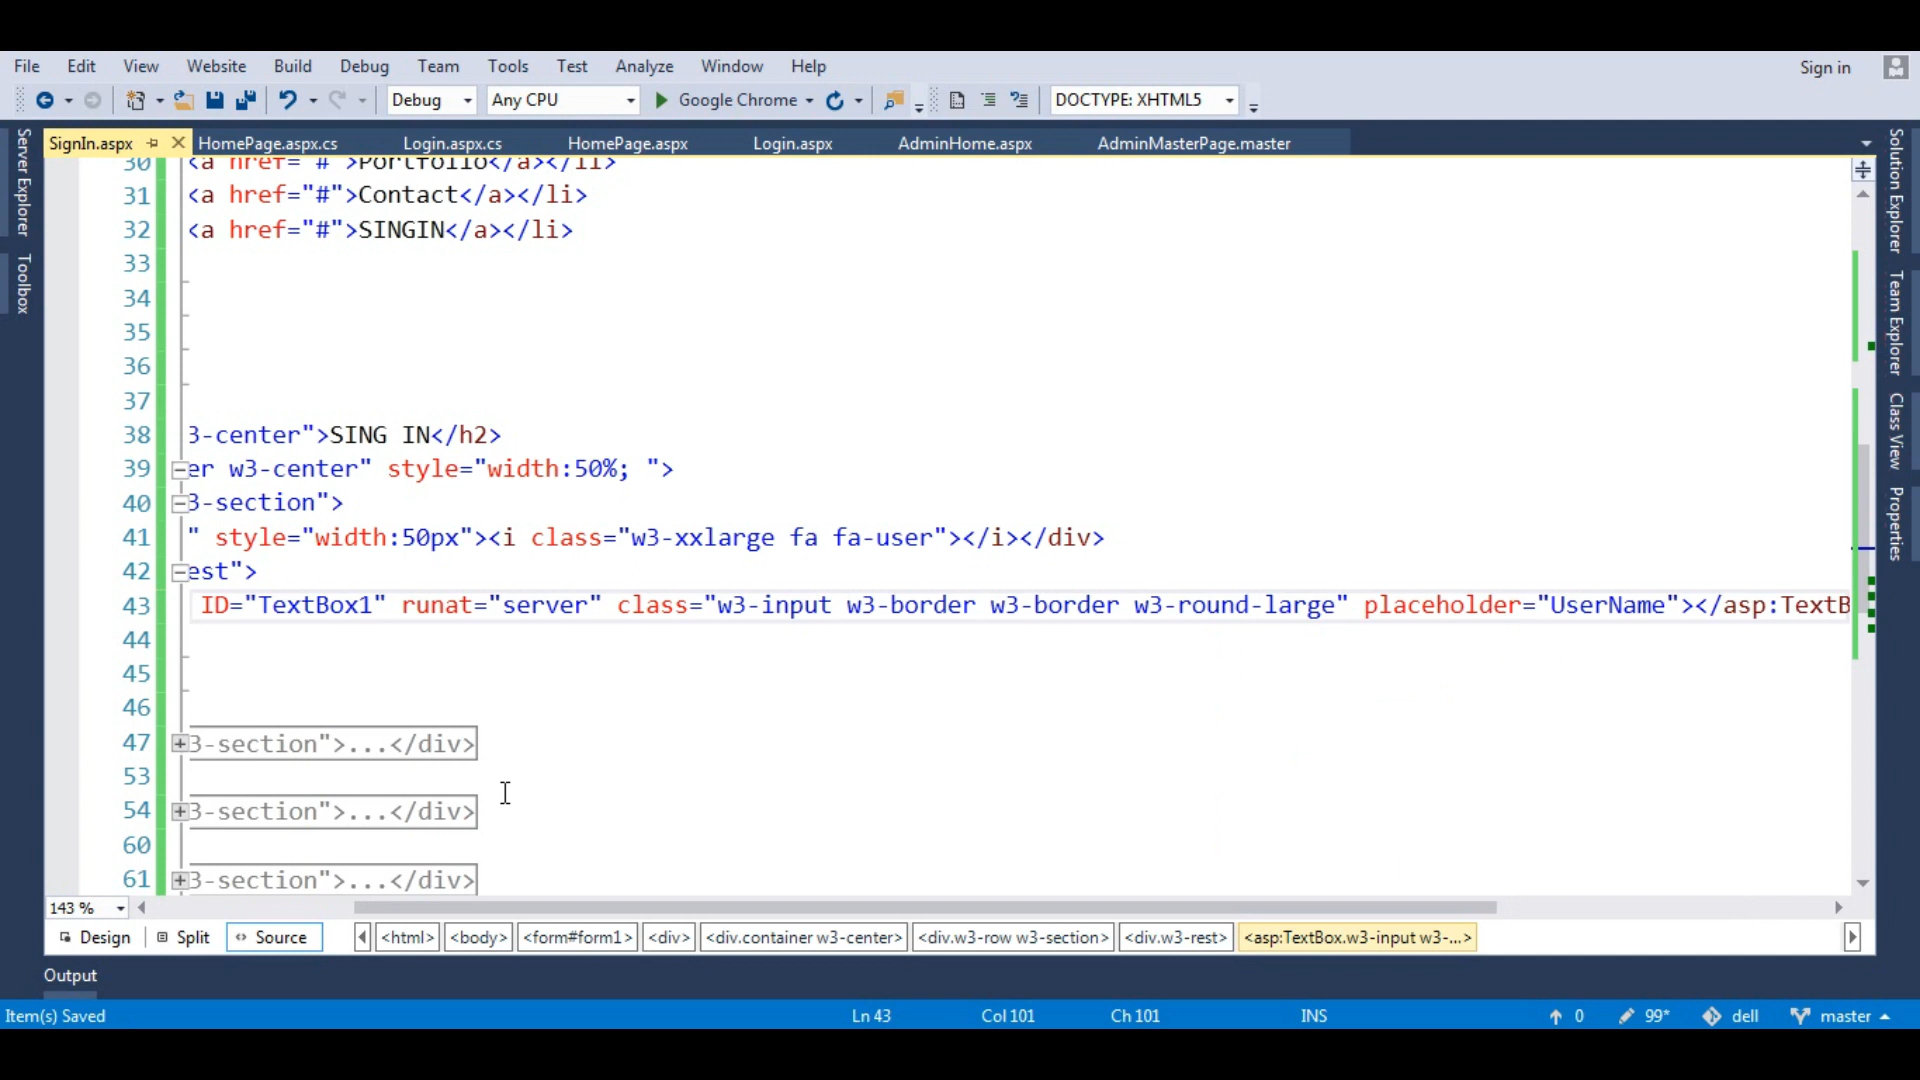 File Edit View Website Build Debug Team Tools Test Analyze Window Help Sign in
Debug Any CPU Google Chrome DOCTYPE: XHTML5
SignIn.aspx HomePage.aspx.cs Login.aspx.cs HomePage.aspx Login.aspx AdminHome.aspx AdminMasterPage.master
Server Explorer
Toolbox
30 <a href="#">Portfolio</a></li>
31 <a href="#">Contact</a></li>
32 <a href="#">SINGIN</a></li>
33
34
35
36
37
38 3-center">SING IN</h2>
39 er w3-center" style="width:50%; ">
40 3-section">
41 " style="width:50px"><i class="w3-xxlarge fa fa-user"></i></div>
42 est">
43 ID="TextBox1" runat="server" class="w3-input w3-border w3-border w3-round-large" placeholder="UserName"></asp:TextB
44
45
46
47 3-section">...</div>
53
54 3-section">...</div>
60
61 3-section">...</div>
Solution Explorer
Team Explorer
Class View
Properties
143 %
Design Split Source <html> <body> <form#form1> <div> <div.container w3-center> <div.w3-row w3-section> <div.w3-rest> <asp:TextBox.w3-input w3-...>
Output
Item(s) Saved Ln 43 Col 101 Ch 101 INS 0 99* dell master